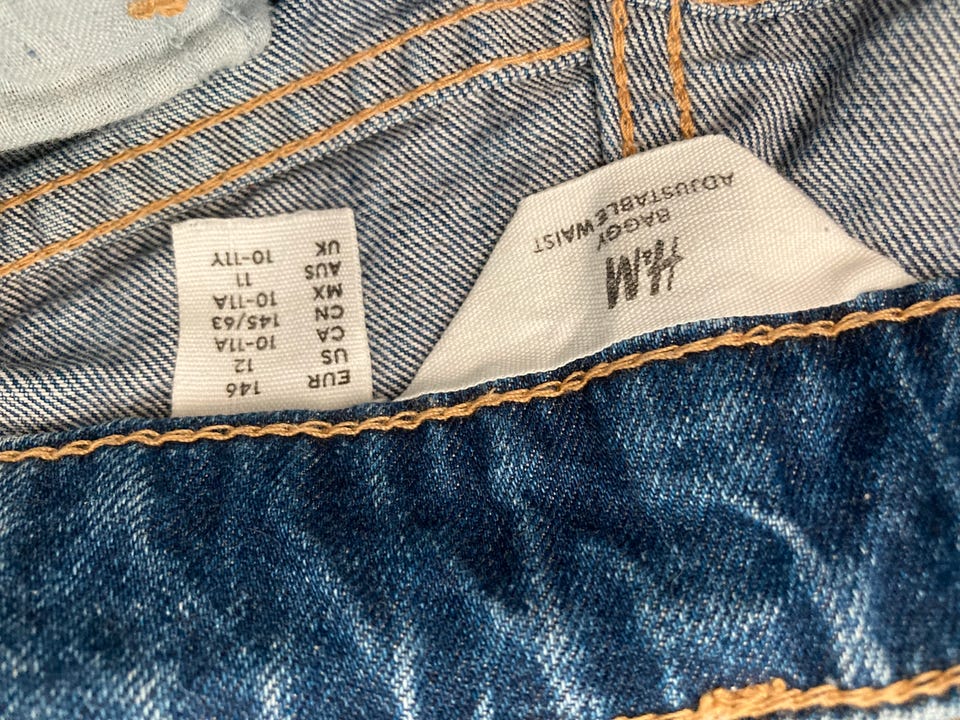 H&M
BAGGY
ADJUSTABLE WAIST
EUR 146
US 12
CA 10-11A
CN 145/63
MX 10-11A
AUS 11
UK 10-11Y